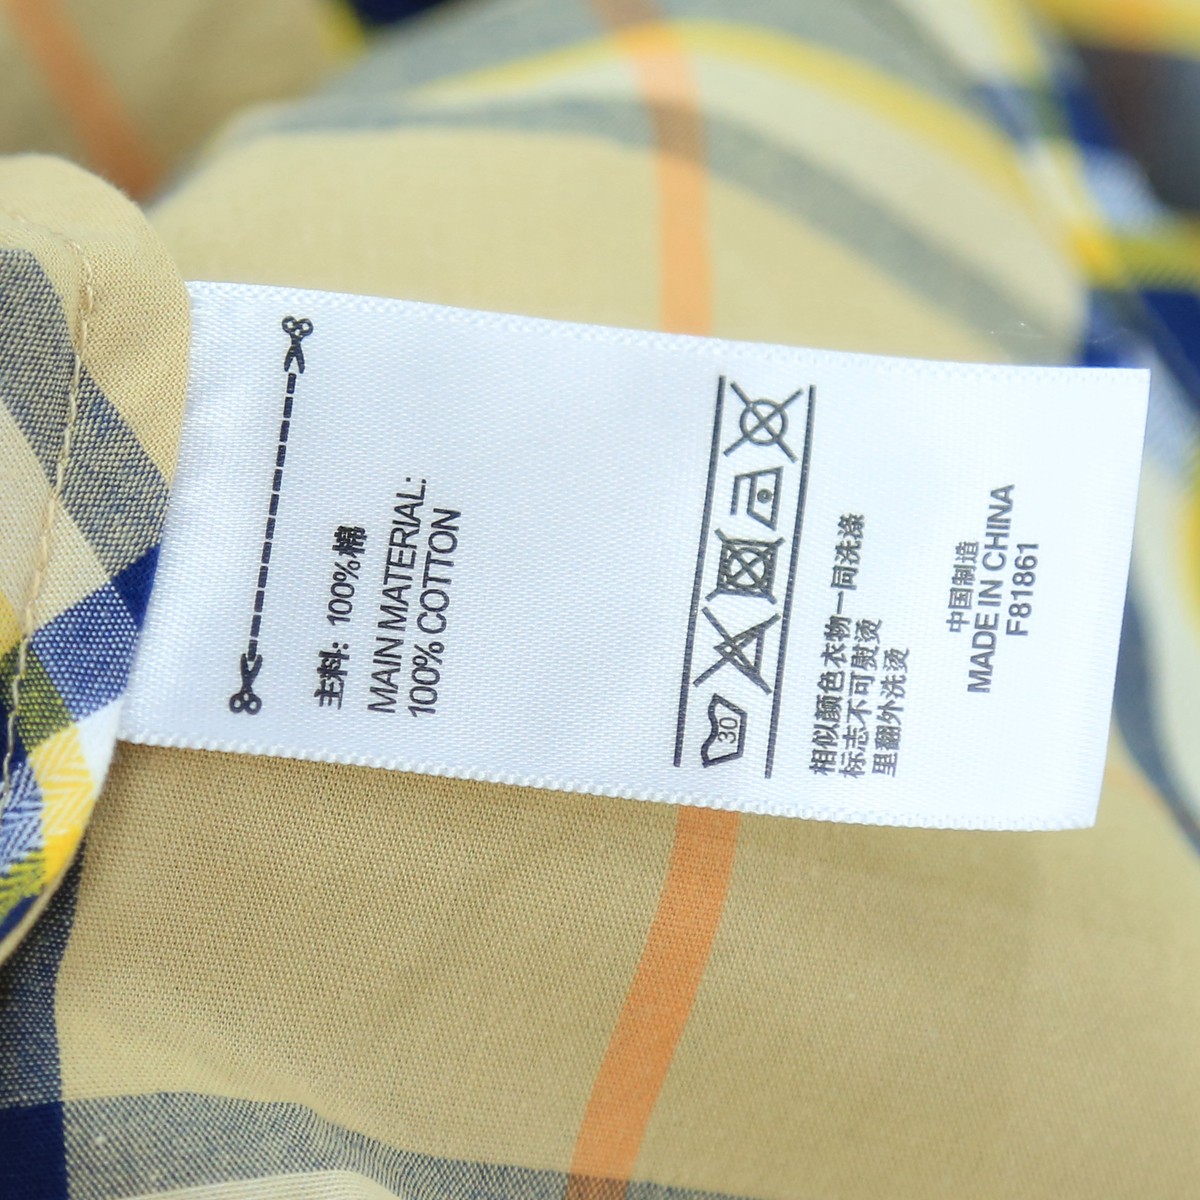 主料: 100%棉
MAIN MATERIAL:
100% COTTON
30
相似颜色衣物一同洗涤
标志不可熨烫
里翻外洗烫
中国制造
MADE IN CHINA
F81861